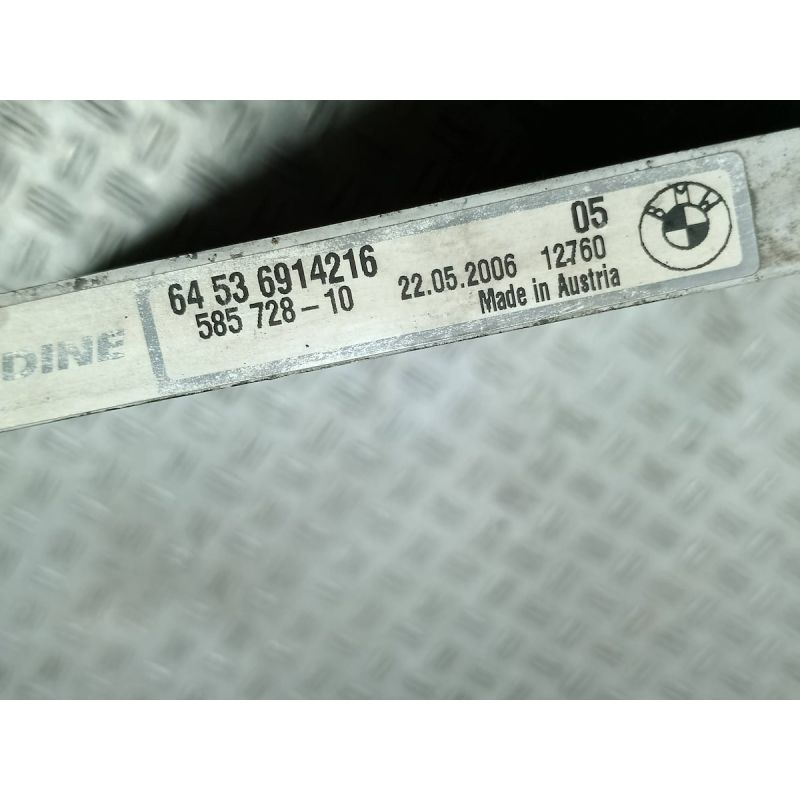 DINE
64 53 6914216
585 728-10
22.05.2006 12760
Made in Austria
05
BMW